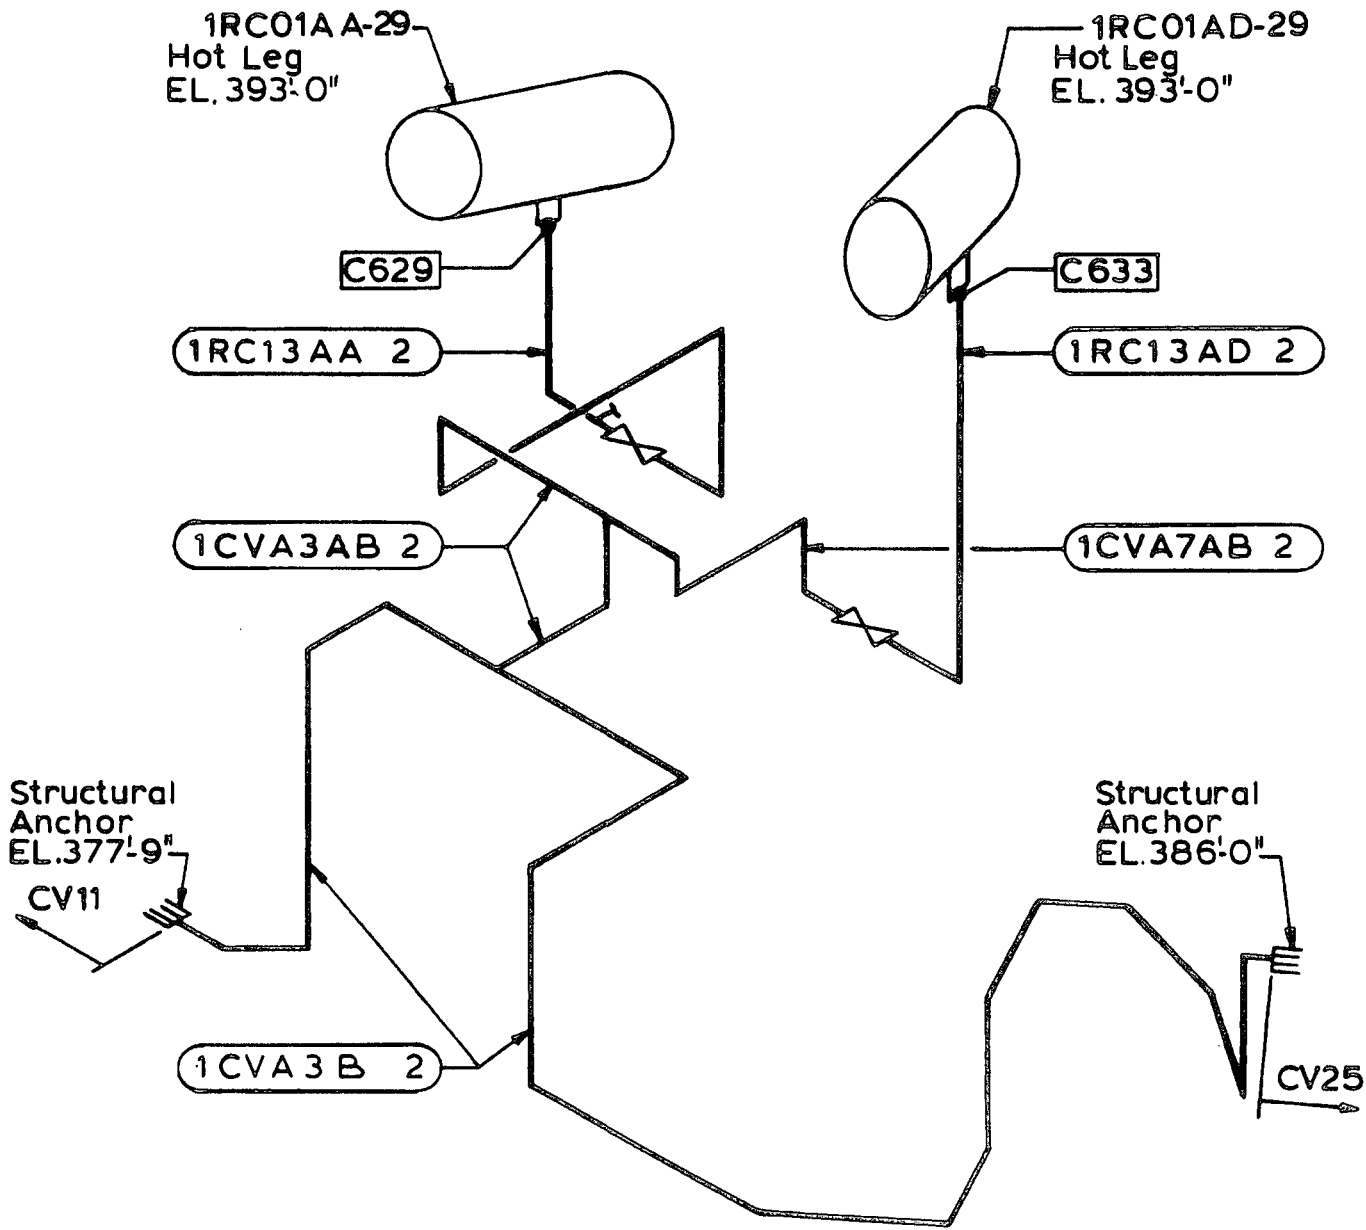 1RC01AA-29
Hot Leg
EL. 393'-0"
1RC01AD-29
Hot Leg
EL. 393'-0"
C629
C633
1RC13AA 2
1RC13AD 2
1CVA3AB 2
1CVA7AB 2
Structural
Anchor
EL.377'-9"
CV11
Structural
Anchor
EL.386'-0"
1CVA3B 2
CV25